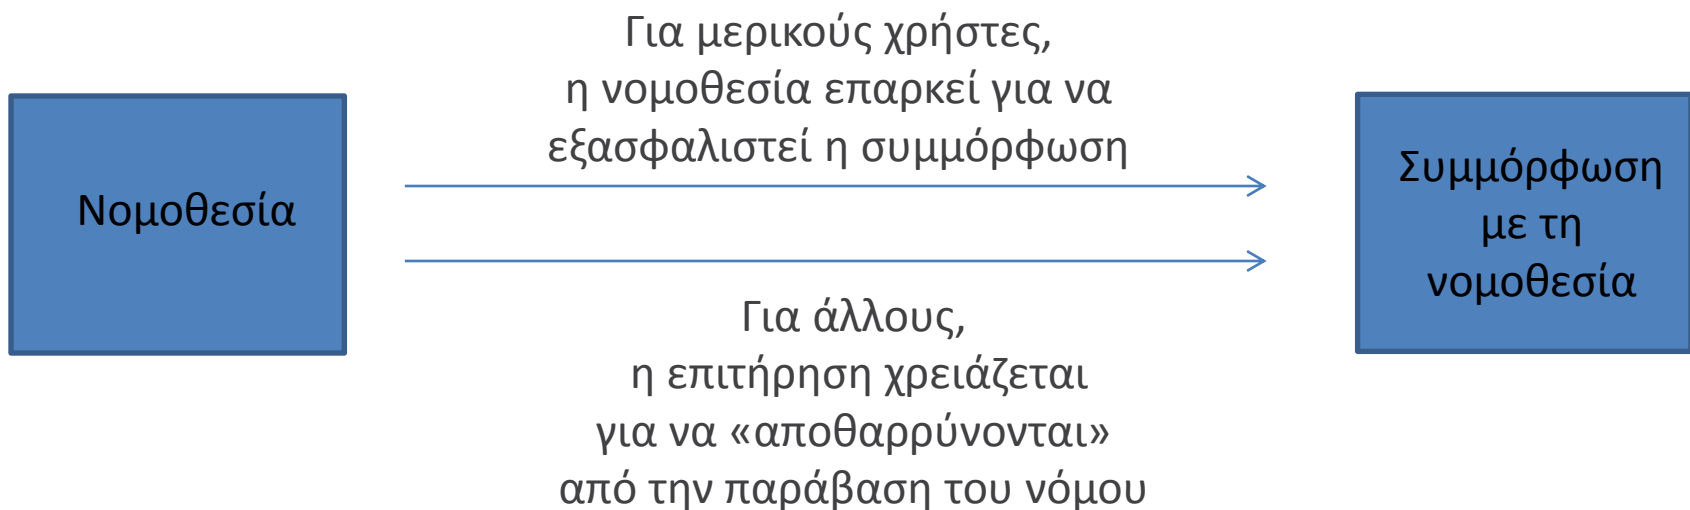 Για μερικούς χρήστες,
η νομοθεσία επαρκεί για να
εξασφαλιστεί η συμμόρφωση
Νομοθεσία
Συμμόρφωση
με τη
νομοθεσία
Για άλλους,
η επιτήρηση χρειάζεται
για να «αποθαρρύνονται»
από την παράβαση του νόμου